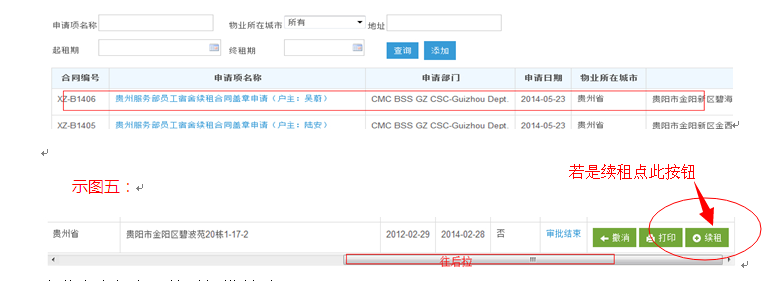 申请项名称 物业所在城市 所有 地址
起租期 终租期 查询 添加
合同编号 申请项名称 申请部门 申请日期 物业所在城市
XZ-B1406 贵州服务部员工宿舍续租合同盖章申请（户主：吴蔚） CMC BSS GZ CSC-Guizhou Dept. 2014-05-23 贵州省 贵阳市金阳新区碧海
XZ-B1405 贵州服务部员工宿舍续租合同盖章申请（户主：陆安） CMC BSS GZ CSC-Guizhou Dept. 2014-05-23 贵州省 贵阳市金阳新区金西
若是续租点此按钮
示图五：
贵州省 贵阳市金阳区碧波苑20栋1-17-2 2012-02-29 2014-02-28 否 审批结束 撤消 打印 续租
往后拉